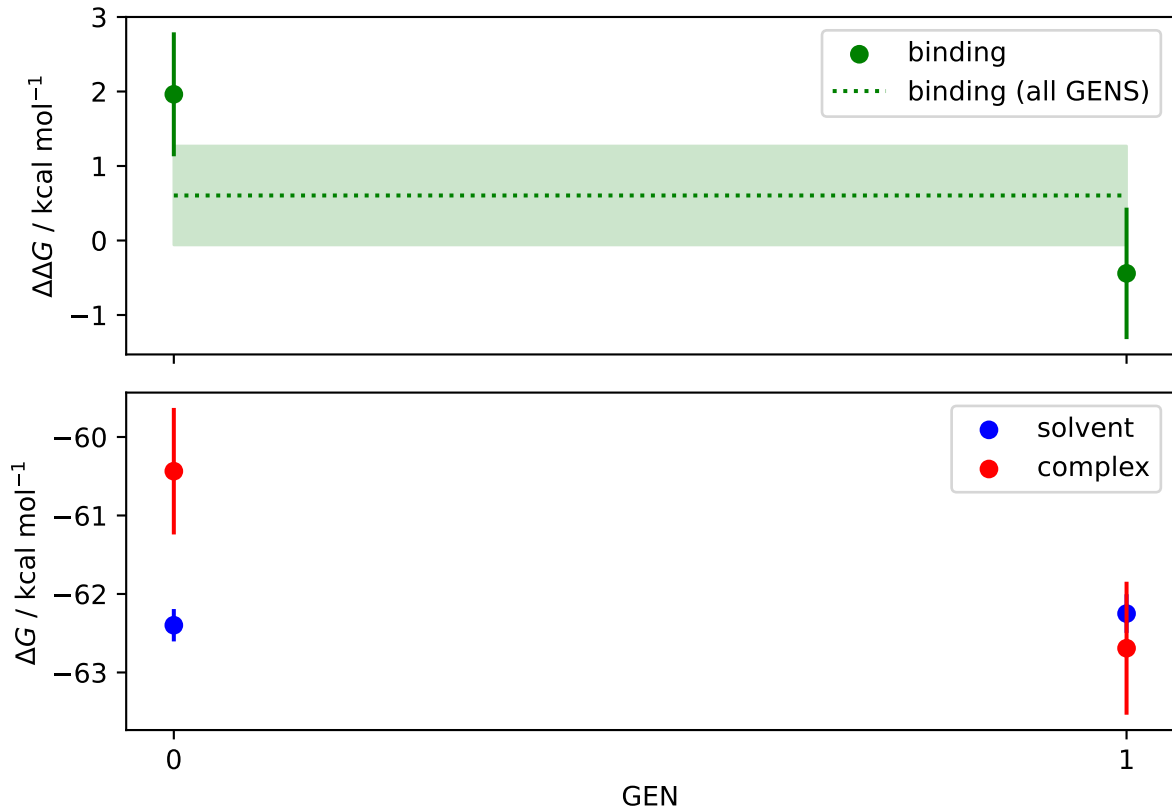 3
2
1
0
−1
ΔΔG / kcal mol⁻¹
binding
binding (all GENS)
−60
−61
−62
−63
ΔG / kcal mol⁻¹
solvent
complex
0
1
GEN